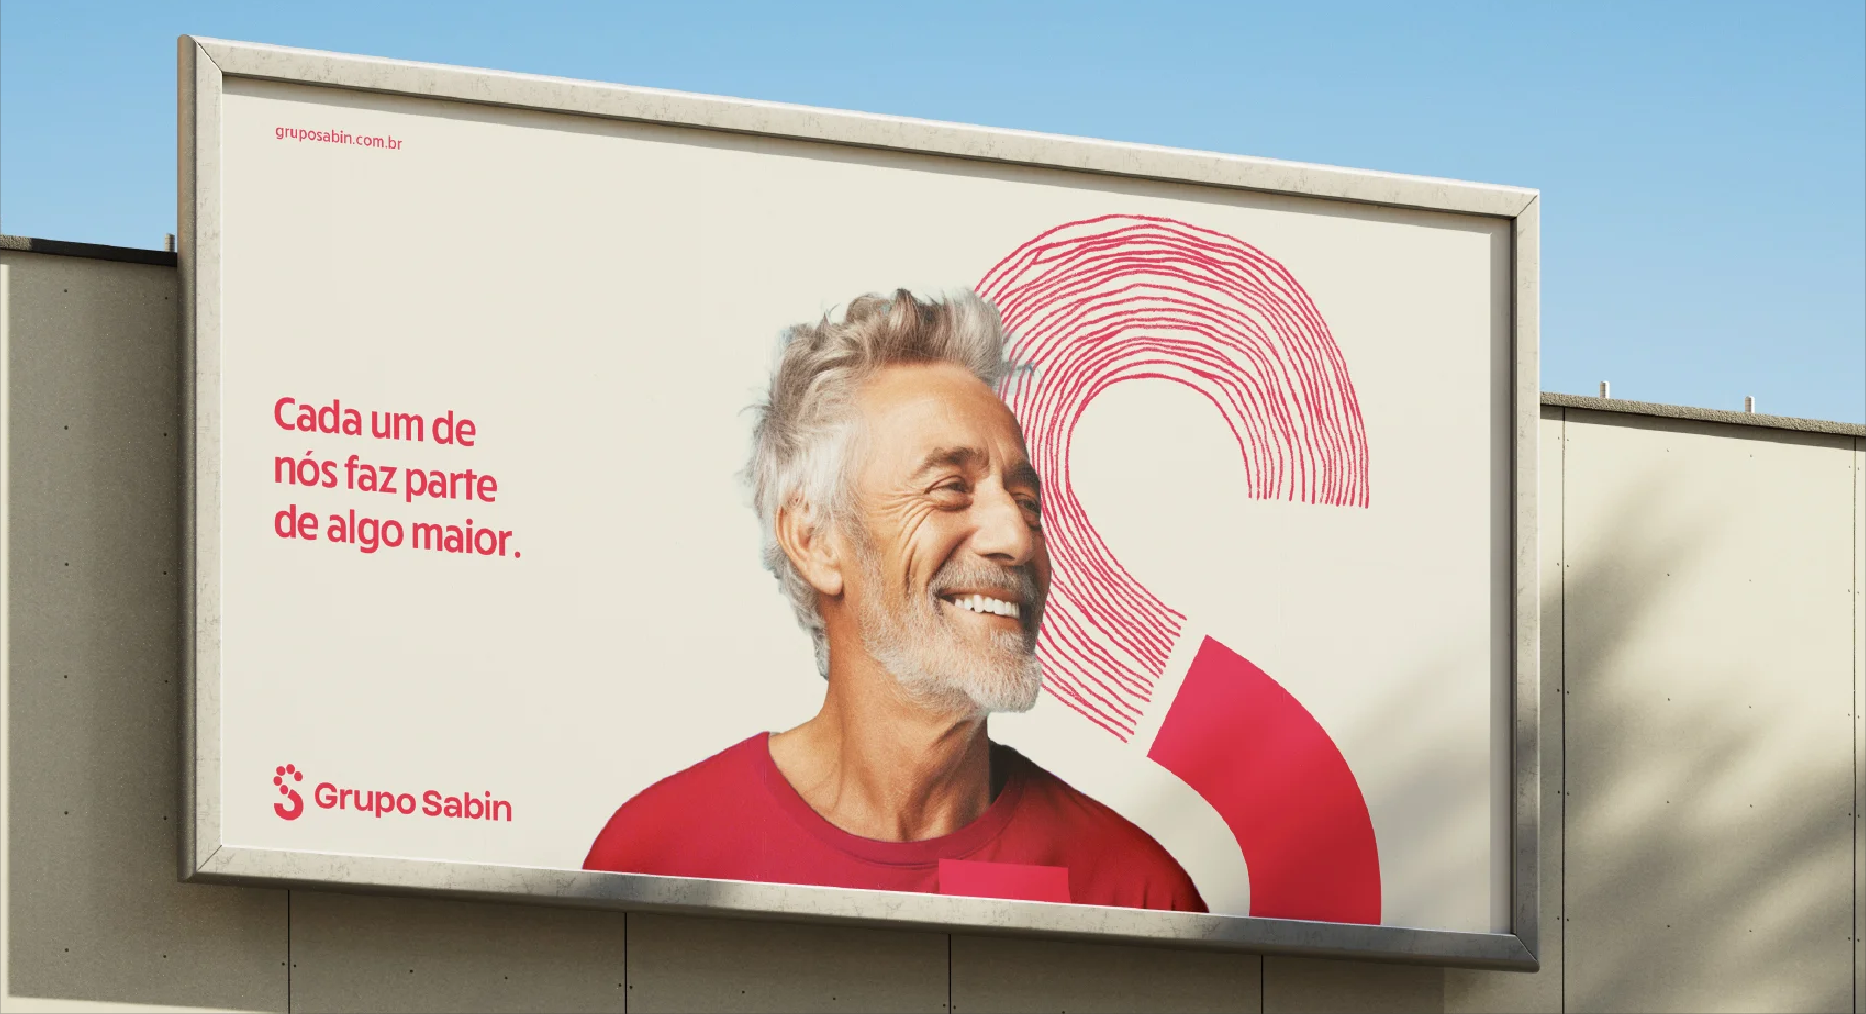 gruposabin.com.br
Cada um de
nós faz parte
de algo maior.
Grupo Sabin